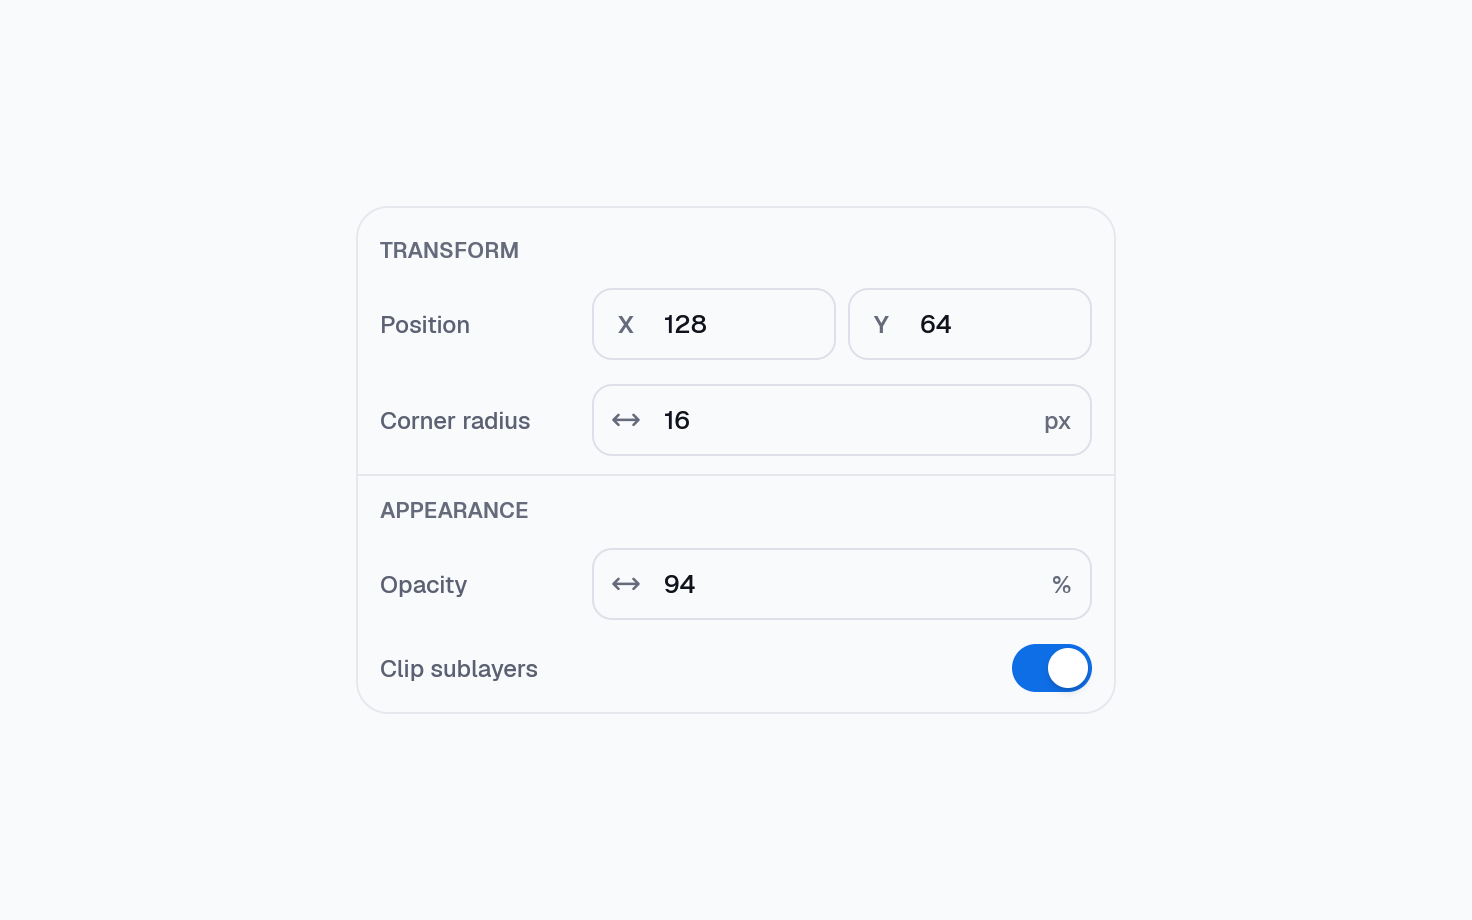 TRANSFORM
Position X 128 Y 64
Corner radius 16 px
APPEARANCE
Opacity 94 %
Clip sublayers